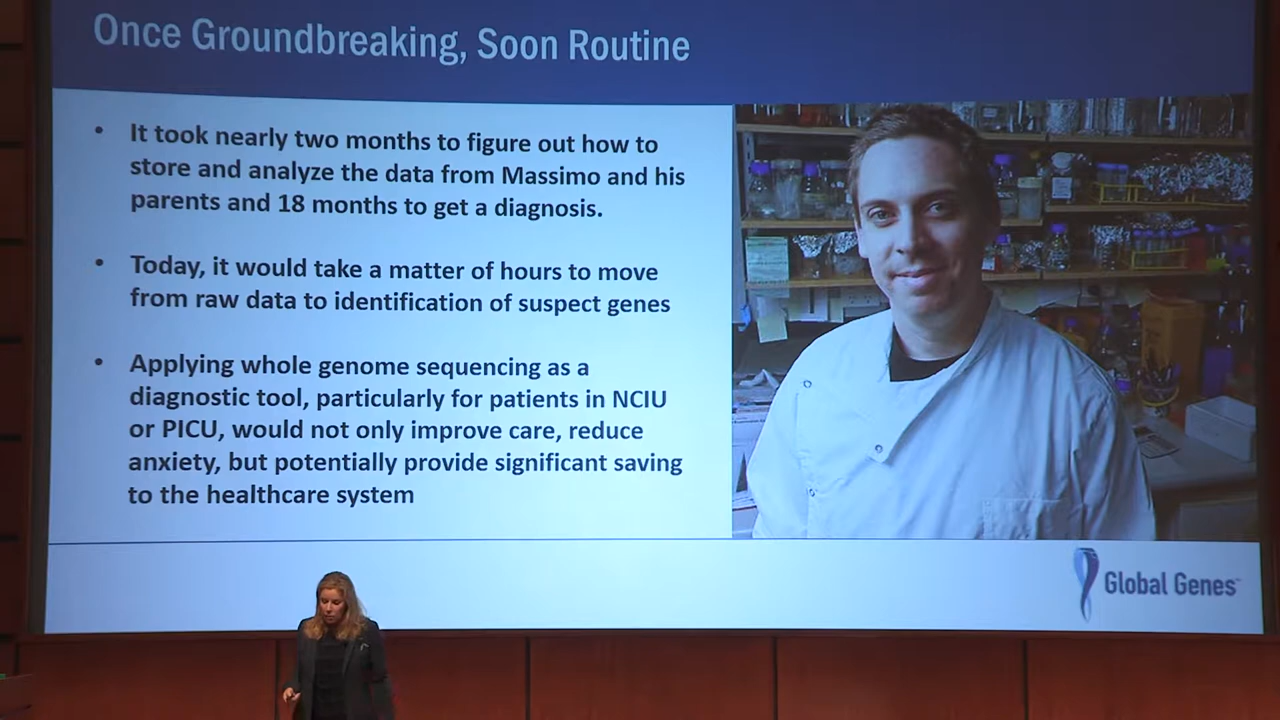 Once Groundbreaking, Soon Routine
• It took nearly two months to figure out how to
store and analyze the data from Massimo and his
parents and 18 months to get a diagnosis.
• Today, it would take a matter of hours to move
from raw data to identification of suspect genes
• Applying whole genome sequencing as a
diagnostic tool, particularly for patients in NCIU
or PICU, would not only improve care, reduce
anxiety, but potentially provide significant saving
to the healthcare system
Global Genes™